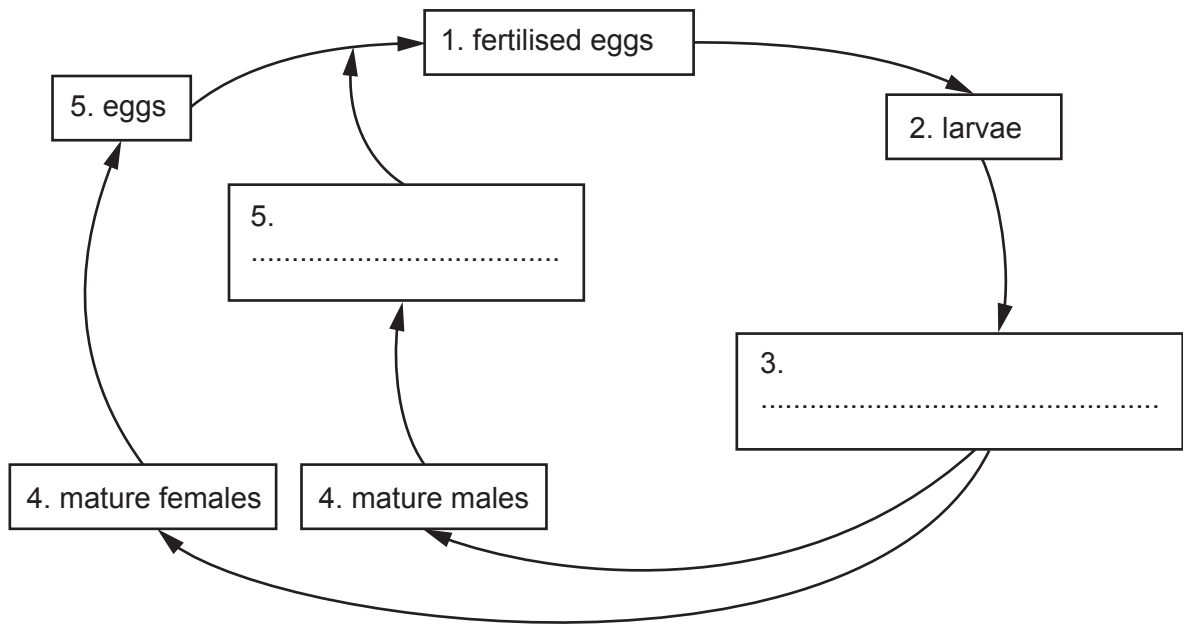 1. fertilised eggs
5. eggs
2. larvae
5.
......................................
3.
.................................................
4. mature females
4. mature males